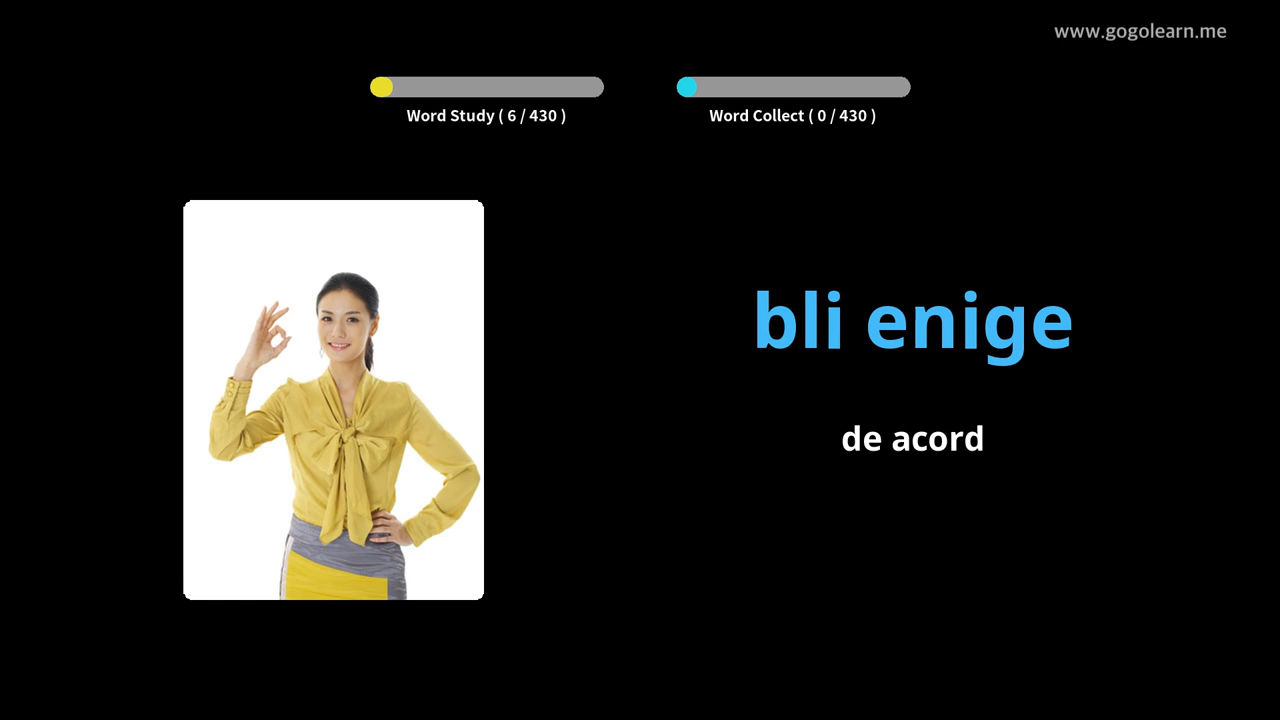 www.gogolearn.me
Word Study ( 6 / 430 )
Word Collect ( 0 / 430 )
bli enige
de acord